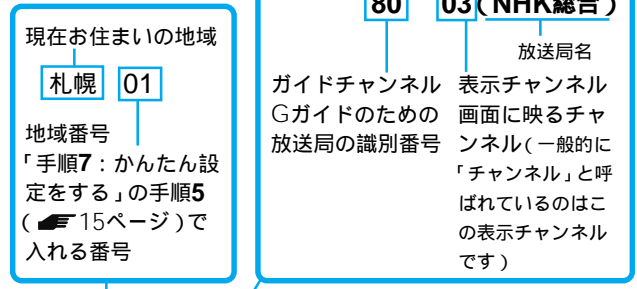 現在お住まいの地域
札幌 01
地域番号
「手順7：かんたん設
定をする」の手順5
（☛15ページ）で
入れる番号
80 03（NHK総合）
放送局名
ガイドチャンネル
Gガイドのための
放送局の識別番号
表示チャンネル
画面に映るチャ
ンネル（一般的に
「チャンネル」と呼
ばれているのはこ
の表示チャンネル
です）